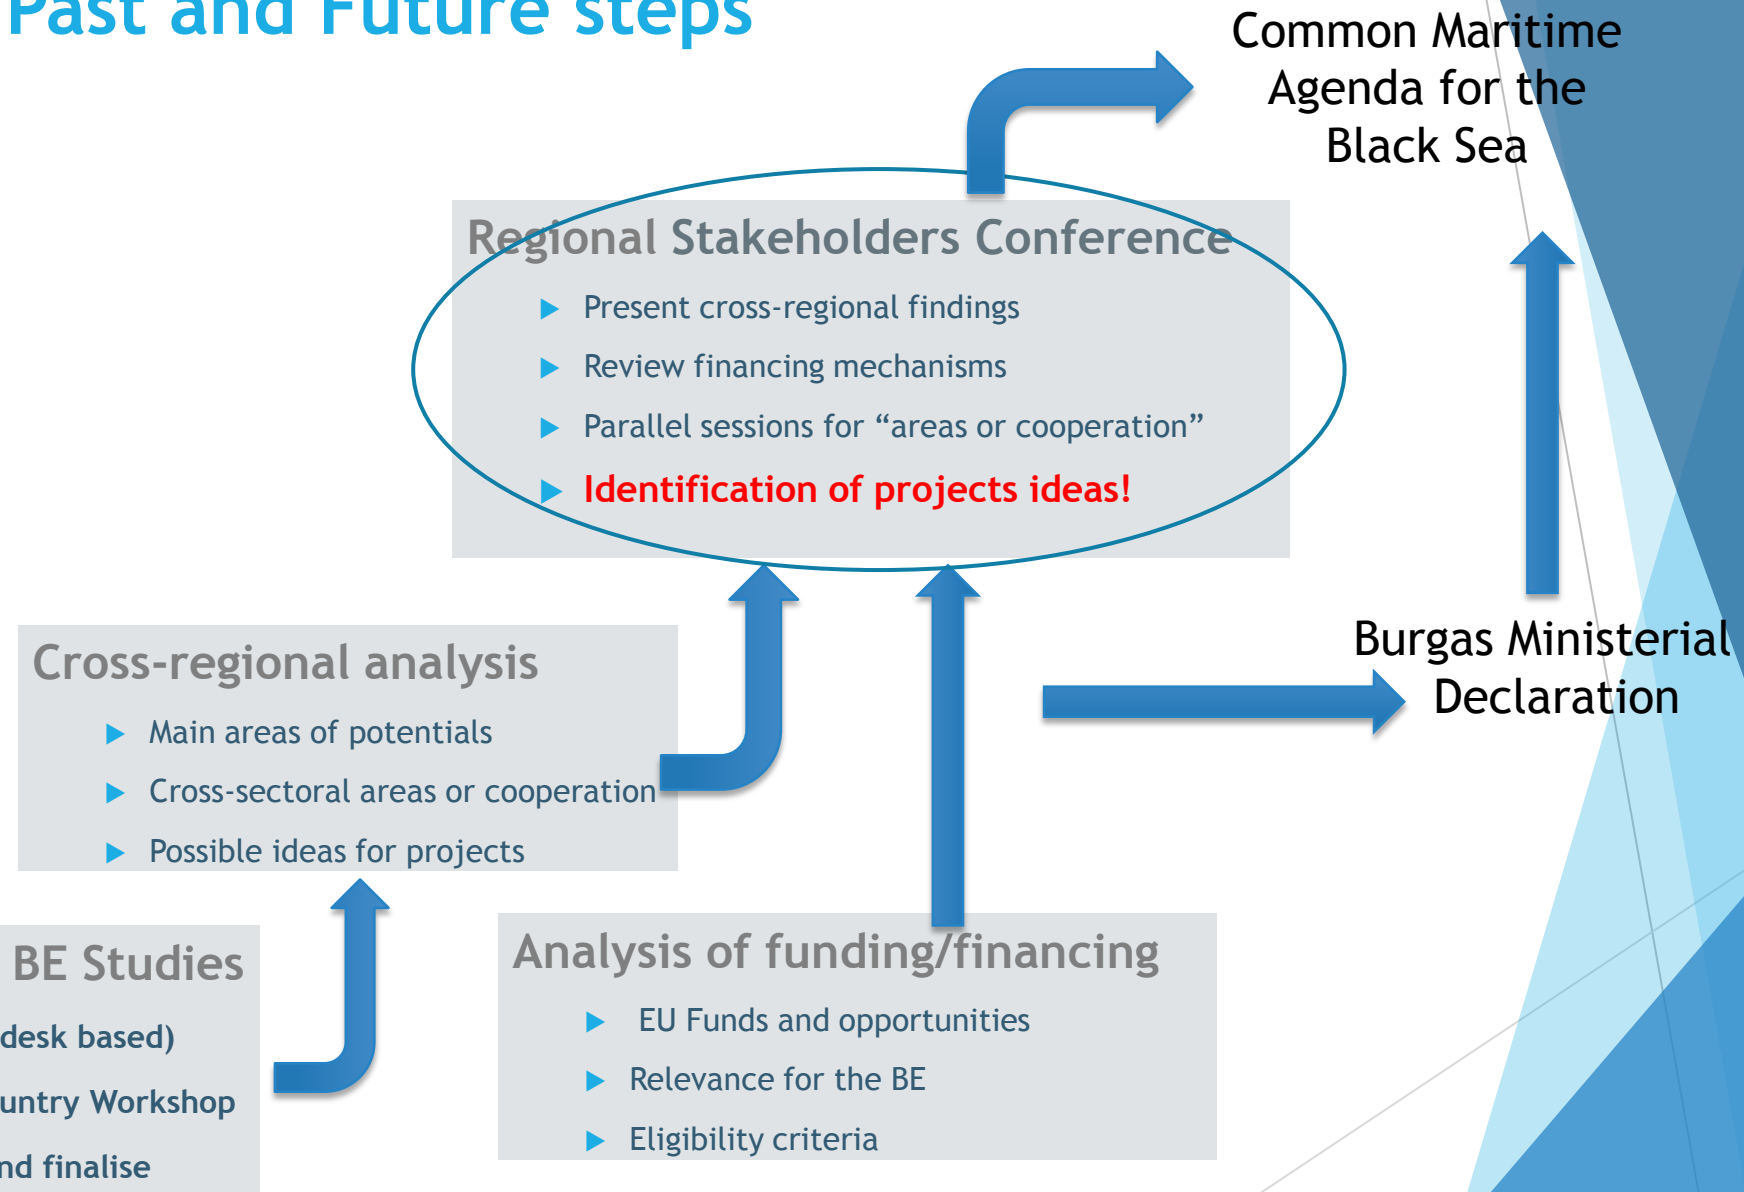 Past and Future steps
Common Maritime
Agenda for the
Black Sea
Regional Stakeholders Conference
Present cross-regional findings
Review financing mechanisms
Parallel sessions for “areas or cooperation”
Identification of projects ideas!
Cross-regional analysis
Main areas of potentials
Cross-sectoral areas or cooperation
Possible ideas for projects
Burgas Ministerial
Declaration
BE Studies
desk based)
untry Workshop
nd finalise
Analysis of funding/financing
EU Funds and opportunities
Relevance for the BE
Eligibility criteria